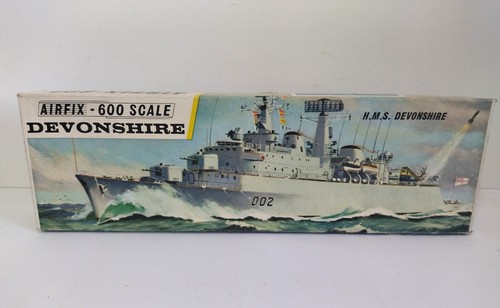 AIRFIX - 600 SCALE
DEVONSHIRE
H.M.S. DEVONSHIRE
D02